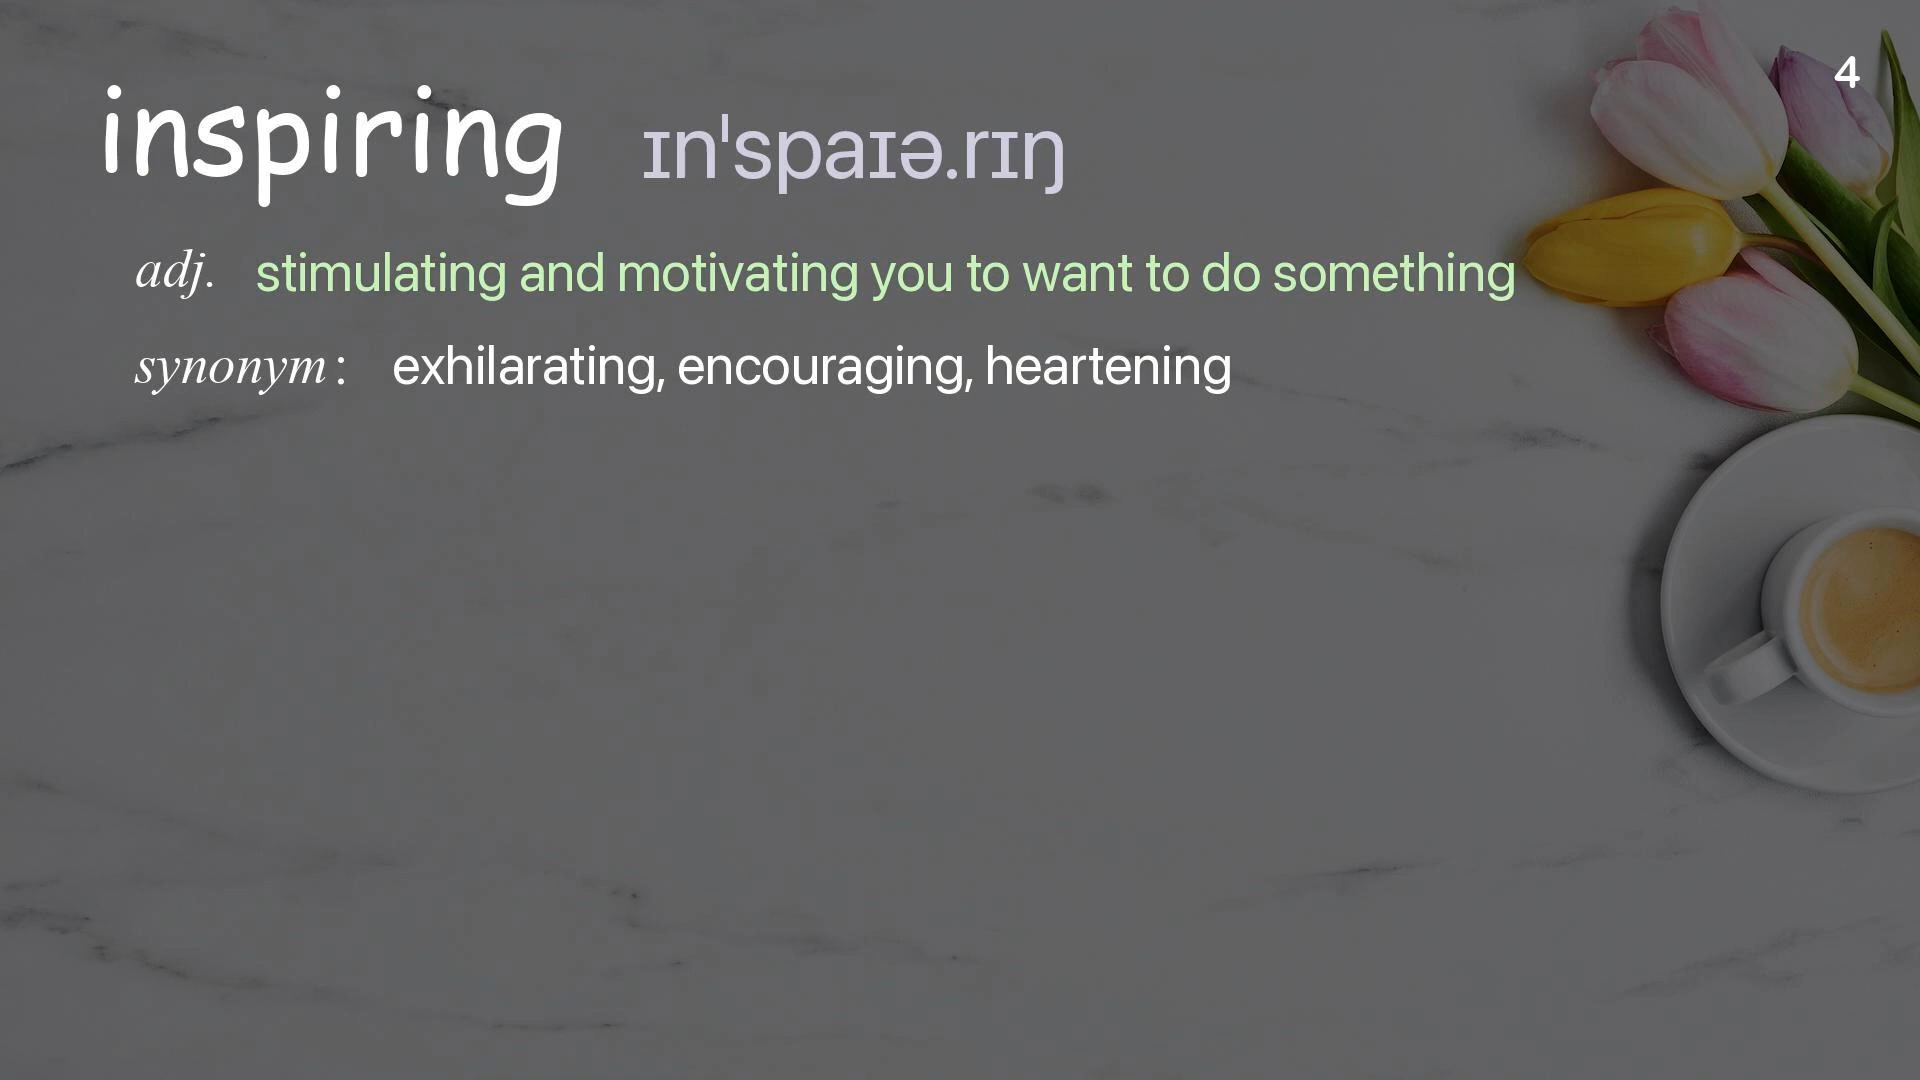 4
inspiring ɪnˈspaɪə.rɪŋ
adj. stimulating and motivating you to want to do something
synonym : exhilarating, encouraging, heartening